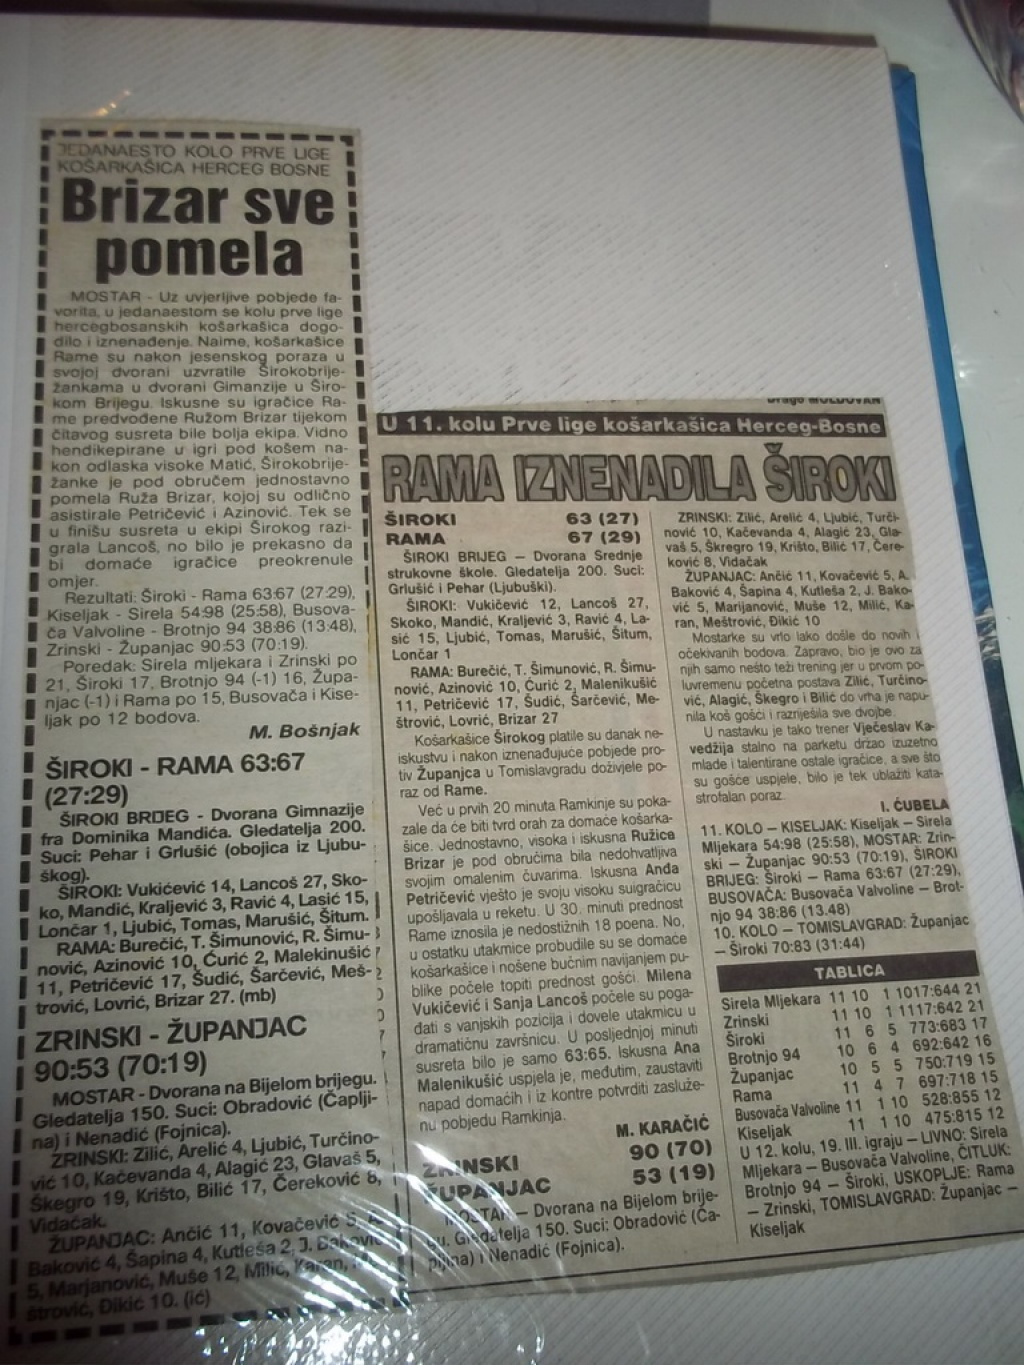 JEDANAESTO KOLO PRVE LIGE
KOŠARKAŠICA HERCEG BOSNE
Brizar sve
pomela
MOSTAR - Uz uvjerljive pobjede fa-
vorita, u jedanaestom se kolu prve lige
hercegbosanskih košarkašica dogo-
dilo i iznenađenje. Naime, košarkašice
Rame su nakon jesenskog poraza u
svojoj dvorani uzvratile Širokobrije-
žankama u dvorani Gimanzije u Širo-
kom Brijegu. Iskusne su igračice Ra-
me predvođene Ružom Brizar tijekom
čitavog susreta bile bolja ekipa. Vidno
hendikepirane u igri pod košem na-
kon odlaska visoke Matić, Širokobrije-
žanke je pod obručem jednostavno
pomela Ruža Brizar, kojoj su odlično
asistirale Petričević i Azinović. Tek se
u finišu susreta u ekipi Širokog razi-
grala Lancoš, no bilo je prekasno da
bi domaće igračice preokrenule
omjer.
Rezultati: Široki - Rama 63:67 (27:29),
Kiseljak - Sirela 54:98 (25:58), Busova-
ča Valvoline - Brotnjo 94 38:86 (13:48),
Zrinski - Županjac 90:53 (70:19).
Poredak: Sirela mljekara i Zrinski po
21, Široki 17, Brotnjo 94 (-1) 16, Župa-
njac (-1) i Rama po 15, Busovača i Kise-
ljak po 12 bodova.
M. Bošnjak
ŠIROKI - RAMA 63:67
(27:29)
ŠIROKI BRIJEG - Dvorana Gimnazije
fra Dominika Mandića. Gledatelja 200.
Suci: Pehar i Grlušić (obojica iz Ljubu-
škog).
ŠIROKI: Vukićević 14, Lancoš 27, Sko-
ko, Mandić, Kraljević 3, Ravić 4, Lasić 15,
Lončar 1, Ljubić, Tomas, Marušić, Šitum.
RAMA: Burečić, T. Šimunović, R. Šimu-
nović, Azinović 10, Ćurić 2, Malekinušić
11, Petričević 17, Šudić, Šarčević, Meš-
trović, Lovrić, Brizar 27. (mb)
ZRINSKI - ŽUPANJAC
90:53 (70:19)
MOSTAR - Dvorana na Bijelom brijegu.
Gledatelja 150. Suci: Obradović (Čaplji-
na) i Nenadić (Fojnica).
ZRINSKI: Zilić, Arelić 4, Ljubić, Turčino-
vić 10, Kačevanda 4, Alagić 23, Glavaš 5,
Škegro 19, Krišto, Bilić 17, Čereković 8,
Vidačak.
ŽUPANJAC: Ančić 11, Kovačević 5, A.
Baković 4, Šapina 4, Kutleša 2, J. Baković
5, Marjanović, Muše 12, Milić, Karan,
štrović, Đikić 10. (ić)
Drago MOLDOVAN
U 11. kolu Prve lige košarkašica Herceg-Bosne
RAMA IZNENADILA ŠIROKI
ŠIROKI 63 (27)
RAMA 67 (29)
ŠIROKI BRIJEG – Dvorana Srednje
strukovne škole. Gledatelja 200. Suci:
Grlušić i Pehar (Ljubuški).
ŠIROKI: Vukičević 12, Lancoš 27,
Skoko, Mandić, Kraljević 3, Ravić 4, La-
sić 15, Ljubić, Tomas, Marušić, Šitum,
Lončar 1
RAMA: Burečić, T. Šimunović, R. Šimu-
nović, Azinović 10, Ćurić 2, Malenikušić
11, Petričević 17, Šudić, Šarčević, Me-
štrović, Lovrić, Brizar 27
Košarkašice Širokog platile su danak ne-
iskustvu i nakon iznenađujuće pobjede pro-
tiv Županjca u Tomislavgradu doživjele po-
raz od Rame.
Već u prvih 20 minuta Ramkinje su poka-
zale da će biti tvrd orah za domaće košarka-
šice. Jednostavno, visoka i iskusna Ružica
Brizar je pod obručima bila nedohvatljiva
svojim omalenim čuvarima. Iskusna Anđa
Petričević vješto je svoju visoku suigračicu
upošljavala u reketu. U 30. minuti prednost
Rame iznosila je nedostižnih 18 poena. No,
u ostatku utakmice probudile su se domaće
košarkašice i nošene bučnim navijanjem pu-
blike počele topiti prednost gošći. Milena
Vukičević i Sanja Lancoš počele su poga-
đati s vanjskih pozicija i dovele utakmicu u
dramatičnu završnicu. U posljednjoj minuti
susreta bilo je samo 63:65. Iskusna Ana
Malenikušić uspjela je, međutim, zaustaviti
napad domaćih i iz kontre potvrditi zasluže-
nu pobjedu Ramkinja.
M. KARAČIĆ
ZRINSKI 90 (70)
ŽUPANJAC 53 (19)
MOSTAR – Dvorana na Bijelom brije-
gu. Gledatelja 150. Suci: Obradović (Ča-
pljina) i Nenadić (Fojnica).
ZRINSKI: Zilić, Arelić 4, Ljubić, Turči-
nović 10, Kačevanda 4, Alagić 23, Gla-
vaš 5, Škregro 19, Krišto, Bilić 17, Čere-
ković 8, Vidačak
ŽUPANJAC: Ančić 11, Kovačević 5, A.
Baković 4, Šapina 4, Kutleša 2, J. Bako-
vić 5, Marijanović, Muše 12, Milić, Ka-
ran, Meštrović, Đikić 10
Mostarke su vrlo lako došle do novih i
očekivanih bodova. Zapravo, bio je ovo za
njih samo nešto teži trening jer u prvom po-
luvremenu početna postava Zilić, Turčino-
vić, Alagić, Škegro i Bilić do vrha je napu-
nila koš gošći i razriješila sve dvojbe.
U nastavku je tako trener Vječeslav Ka-
vedžija stalno na parketu držao izuzetno
mlade i talentirane ostale igračice, a sve što
su gošće uspjele, bilo je tek ublažiti kata-
strofalan poraz.
I. ČUBELA
11. KOLO – KISELJAK: Kiseljak – Sirela
Mljekara 54:98 (25:58), MOSTAR: Zrin-
ski – Županjac 90:53 (70:19), ŠIROKI
BRIJEG: Široki – Rama 63:67 (27:29),
BUSOVAČA: Busovača Valvoline – Brot-
njo 94 38:86 (13.48)
10. KOLO – TOMISLAVGRAD: Županjac
– Široki 70:83 (31:44)
TABLICA
Sirela Mljekara 11 10 1 1017:644 21
Zrinski 11 10 1 1117:642 21
Široki 11 6 5 773:683 17
Brotnjo 94 10 6 4 692:642 16
Županjac 10 5 5 750:719 15
Rama 11 4 7 697:718 15
Busovača Valvoline 11 1 10 528:855 12
Kiseljak 11 1 10 475:815 12
U 12. kolu, 19. III. igraju – LIVNO: Sirela
Mljekara – Busovača Valvoline, ČITLUK:
Brotnjo 94 – Široki, USKOPLJE: Rama
– Zrinski, TOMISLAVGRAD: Županjac –
Kiseljak